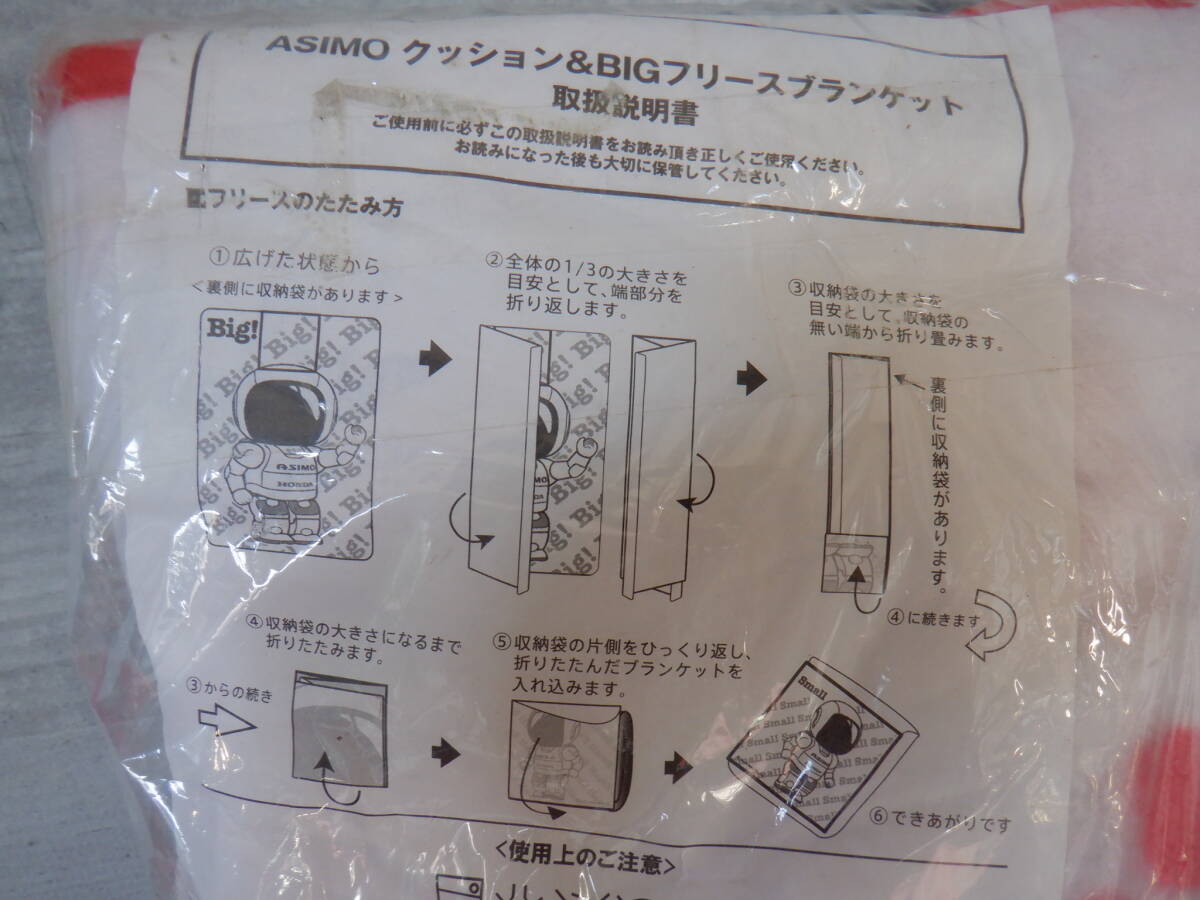 ASIMO クッション&BIGフリースブランケット
取扱説明書
ご使用前に必ずこの取扱説明書をお読み頂き正しくご使用ください。
お読みになった後も大切に保管してください。
■フリースのたたみ方
①広げた状態から
<裏側に収納袋があります>
Big!
Big! Big!
ASIMO
HONDA
②全体の1/3の大きさを
目安として、端部分を
折り返します。
③収納袋の大きさを
目安として、収納袋の
無い端から折り畳みます。
裏側に収納袋があります。
④に続きます
③からの続き
④収納袋の大きさになるまで
折りたたみます。
⑤収納袋の片側をひっくり返し、
折りたたんだブランケットを
入れ込みます。
Small
Small Small
⑥できあがりです
<使用上のご注意>